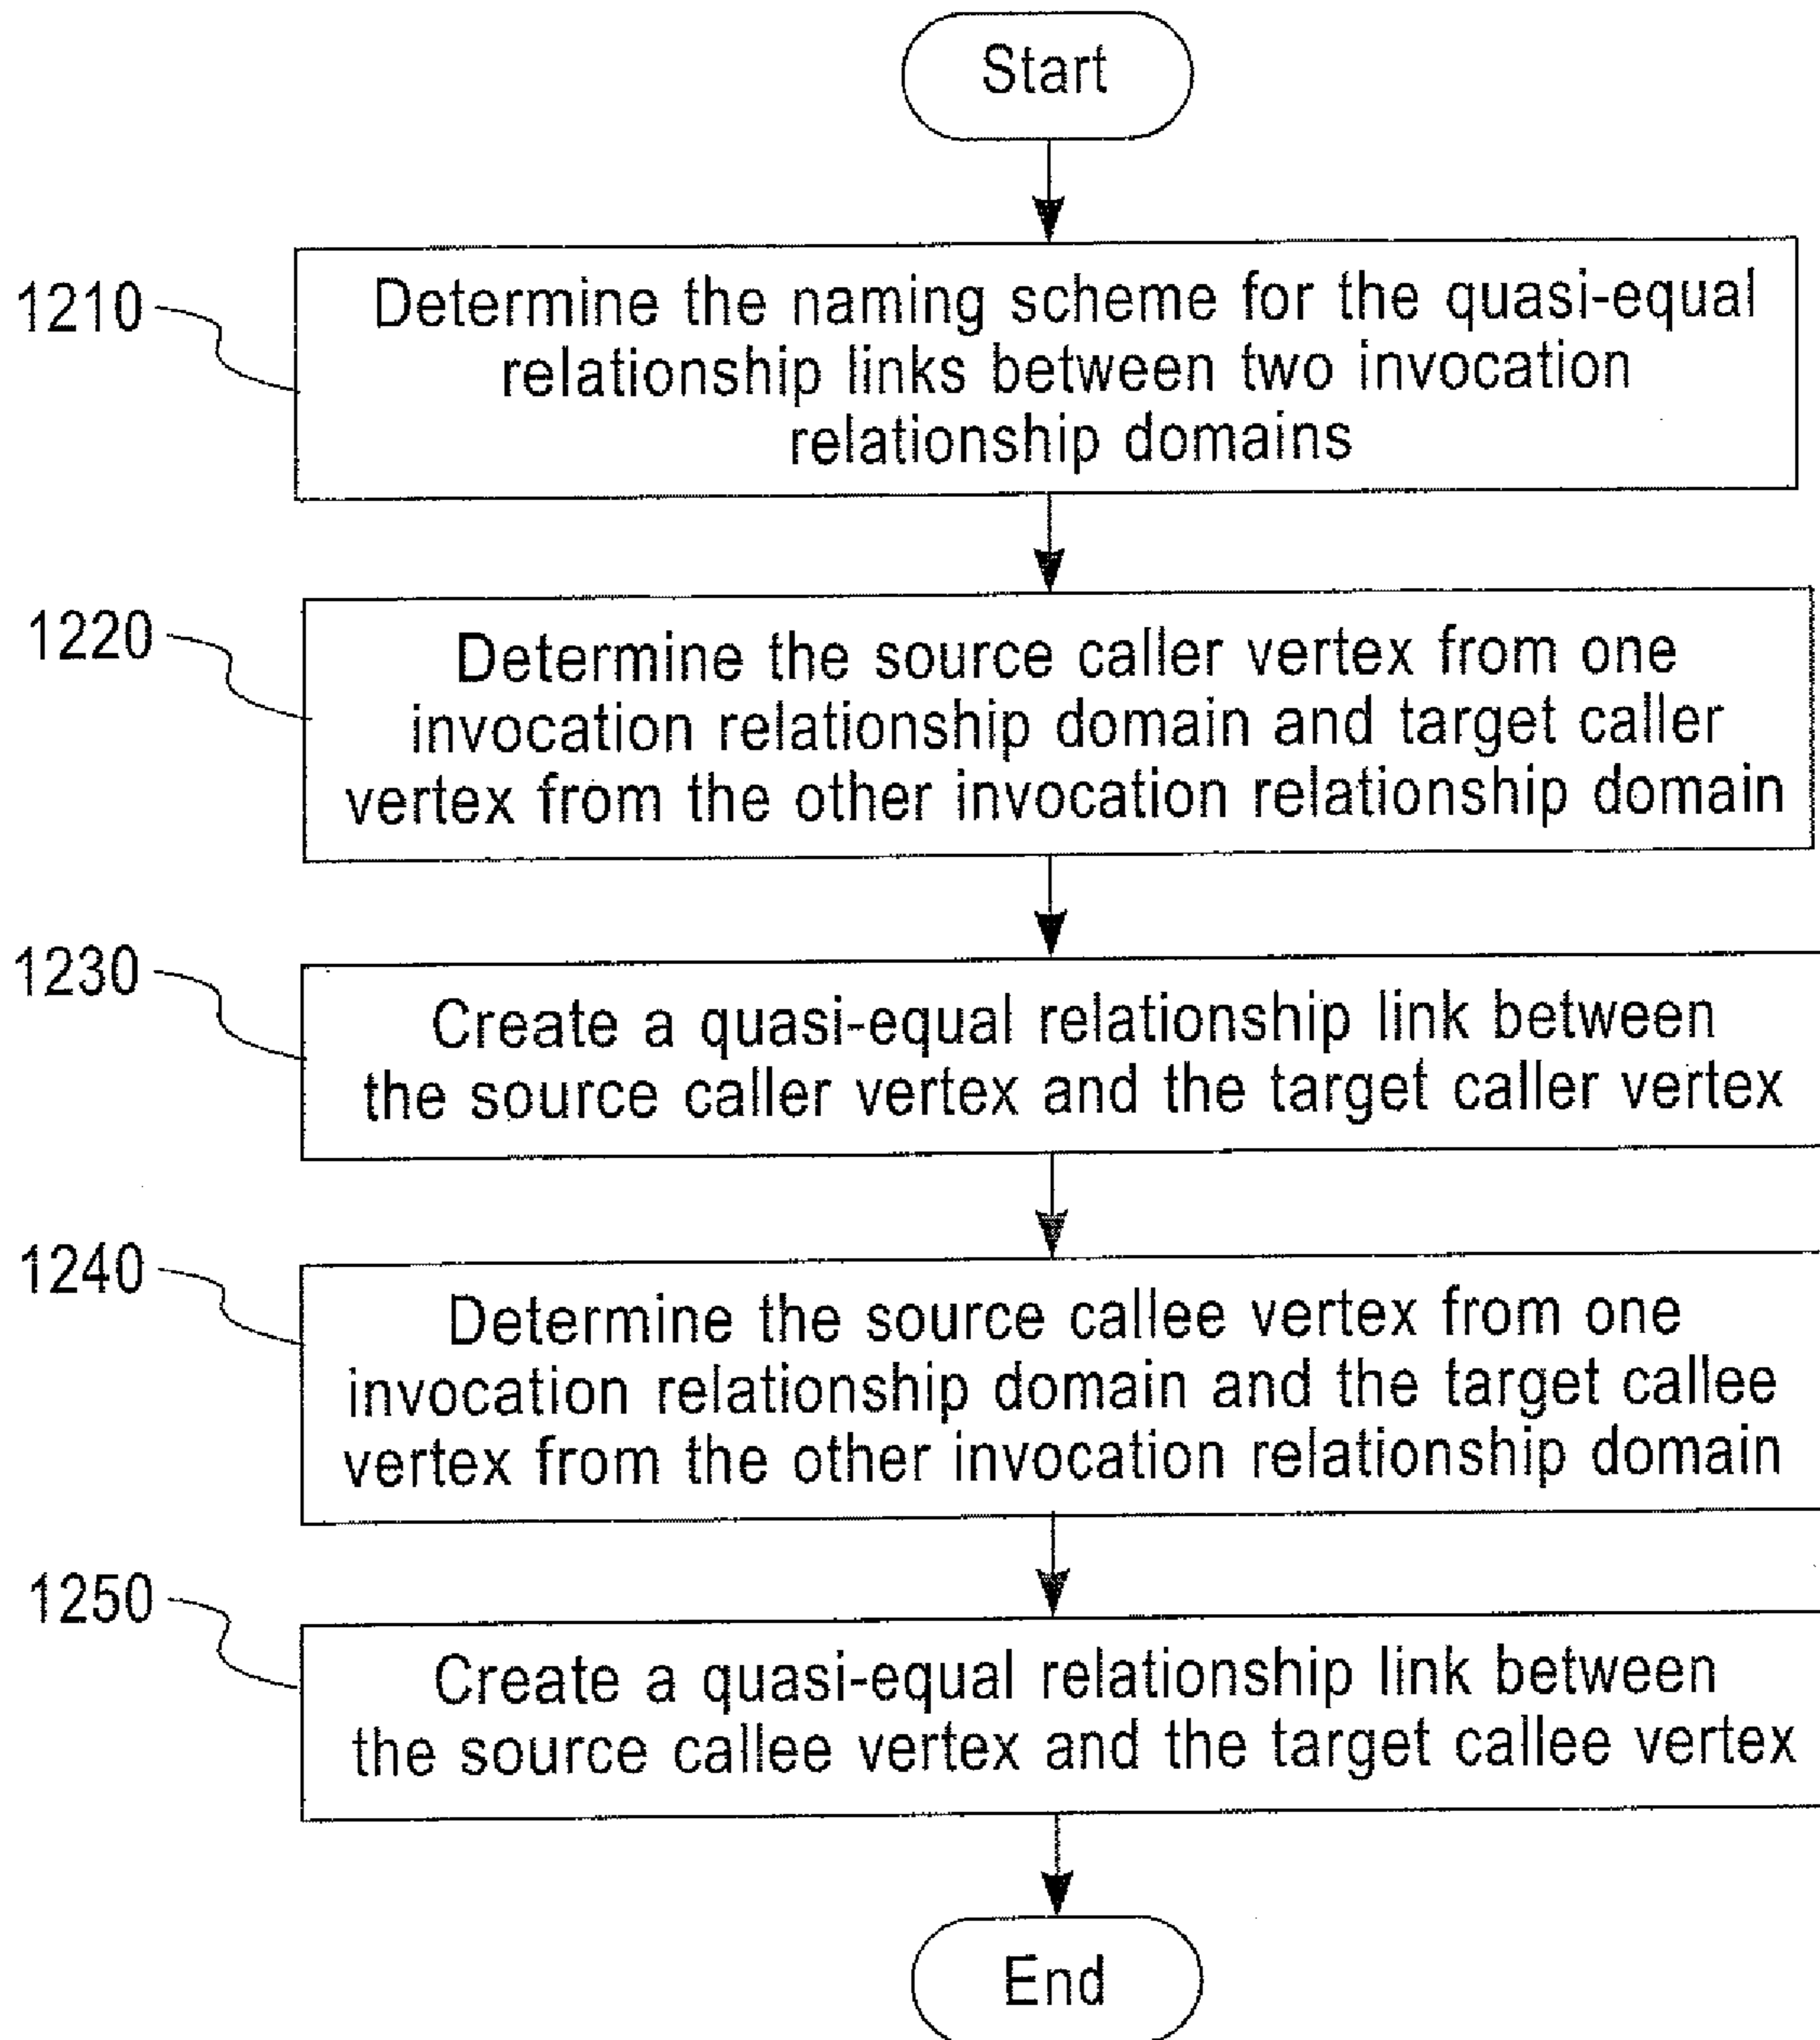 Start
1210
Determine the naming scheme for the quasi-equal
relationship links between two invocation
relationship domains
1220
Determine the source caller vertex from one
invocation relationship domain and target caller
vertex from the other invocation relationship domain
1230
Create a quasi-equal relationship link between
the source caller vertex and the target caller vertex
1240
Determine the source callee vertex from one
invocation relationship domain and the target callee
vertex from the other invocation relationship domain
1250
Create a quasi-equal relationship link between
the source callee vertex and the target callee vertex
End